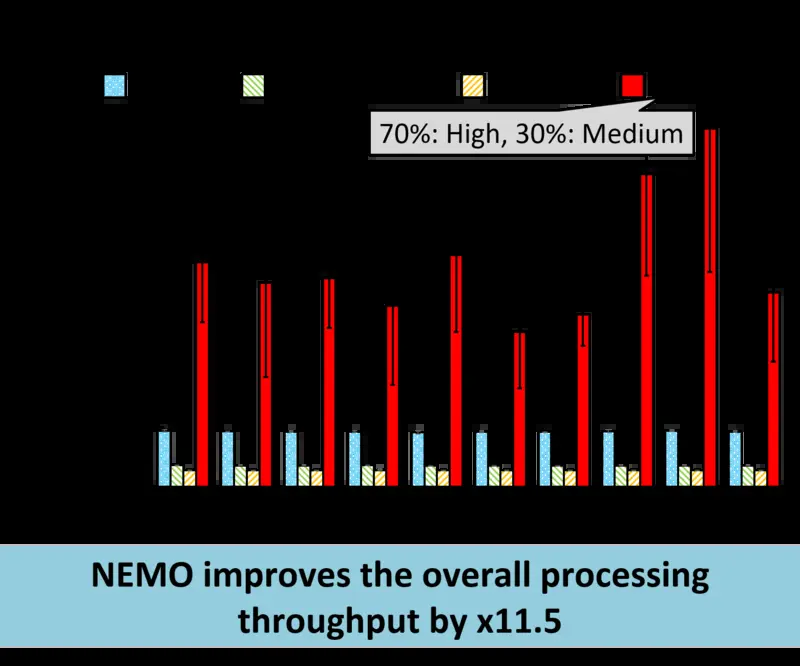 70%: High, 30%: Medium
NEMO improves the overall processing
throughput by x11.5